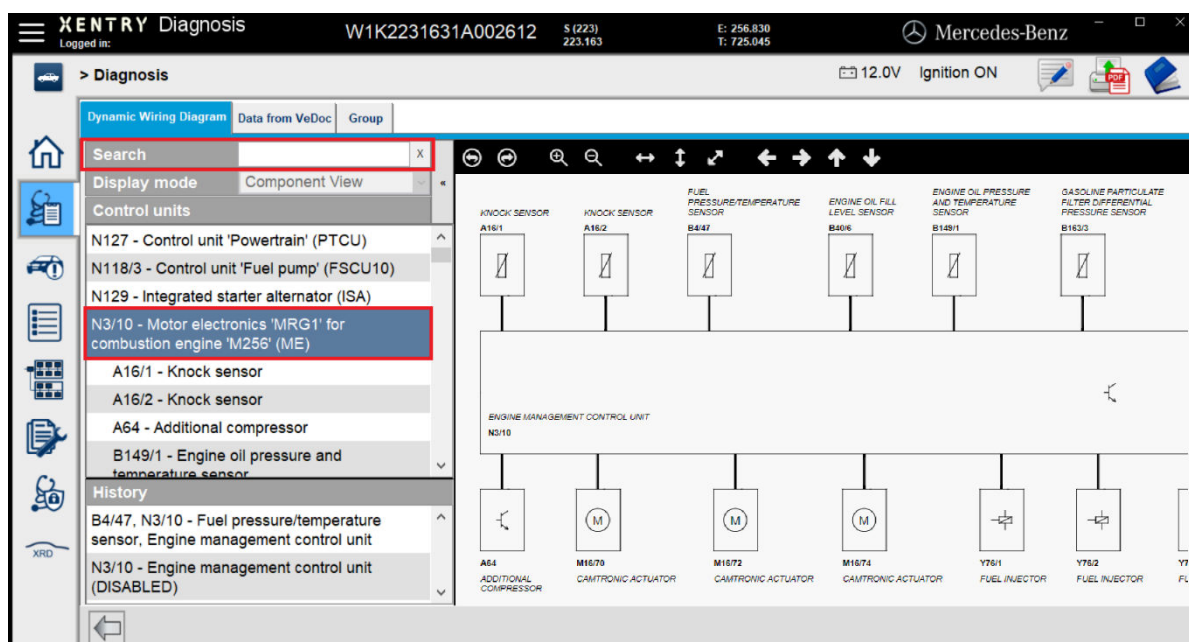 XENTRY Diagnosis
Logged in:
W1K2231631A002612
S (223)
223.163
E: 256.830
T: 725.045
Mercedes-Benz
> Diagnosis
12.0V
Ignition ON
PDF
Dynamic Wiring Diagram
Data from VeDoc
Group
Search
X
Display mode
Component View
«
Control units
N127 - Control unit 'Powertrain' (PTCU)
N118/3 - Control unit 'Fuel pump' (FSCU10)
N129 - Integrated starter alternator (ISA)
N3/10 - Motor electronics 'MRG1' for
combustion engine 'M256' (ME)
A16/1 - Knock sensor
A16/2 - Knock sensor
A64 - Additional compressor
B149/1 - Engine oil pressure and
temperature sensor
History
B4/47, N3/10 - Fuel pressure/temperature
sensor, Engine management control unit
N3/10 - Engine management control unit
(DISABLED)
XRD
KNOCK SENSOR
A16/1
KNOCK SENSOR
A16/2
FUEL
PRESSURE/TEMPERATURE
SENSOR
B4/47
ENGINE OIL FILL
LEVEL SENSOR
B40/6
ENGINE OIL PRESSURE
AND TEMPERATURE
SENSOR
B149/1
GASOLINE PARTICULATE
FILTER DIFFERENTIAL
PRESSURE SENSOR
B163/3
ENGINE MANAGEMENT CONTROL UNIT
N3/10
M
M
M
A64
ADDITIONAL
COMPRESSOR
M16/70
CAMTRONIC ACTUATOR
M16/72
CAMTRONIC ACTUATOR
M16/74
CAMTRONIC ACTUATOR
Y76/1
FUEL INJECTOR
Y76/2
FUEL INJECTOR